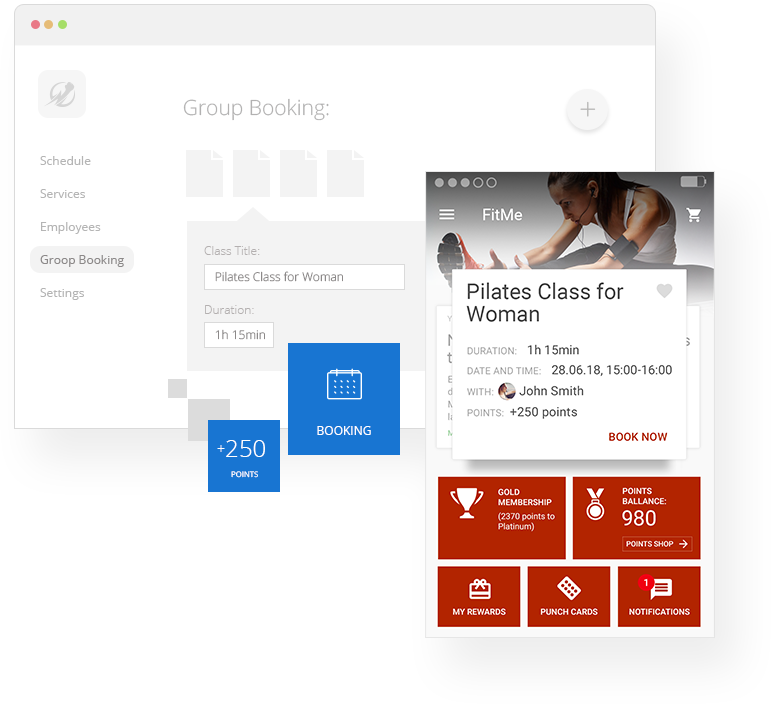 Group Booking:
Schedule
Services
Employees
Groop Booking
Settings
Class Title:
Pilates Class for Woman
Duration:
1h 15min
BOOKING
+250
POINTS
FitMe
Pilates Class for
Woman
DURATION: 1h 15min
DATE AND TIME: 28.06.18, 15:00-16:00
WITH: John Smith
POINTS: +250 points
BOOK NOW
GOLD
MEMBERSHIP
(2370 points to
Platinum)
POINTS
BALLANCE:
980
POINTS SHOP
MY REWARDS
PUNCH CARDS
1
NOTIFICATIONS